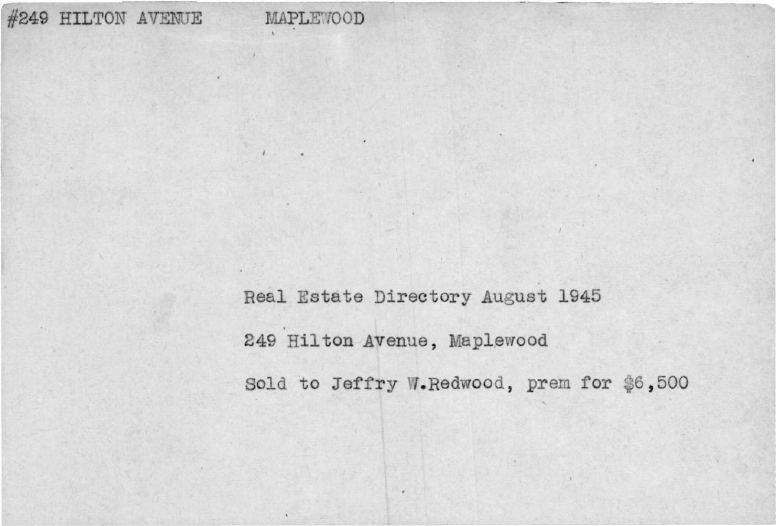 #249 HILTON AVENUE MAPLEWOOD
Real Estate Directory August 1945
249 Hilton Avenue, Maplewood
Sold to Jeffry W.Redwood, prem for $6,500